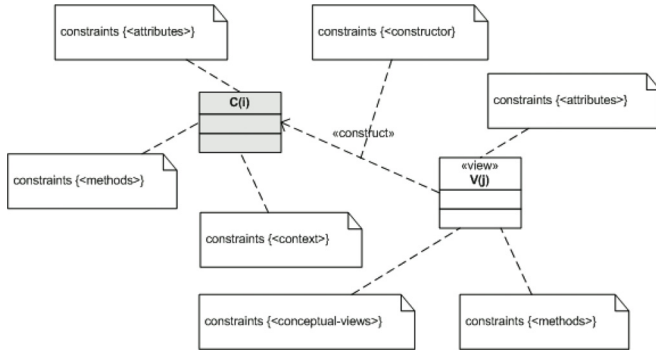 constraints {<attributes>}
constraints {<constructor}
C(i)
constraints {<attributes>}
«construct»
constraints {<methods>}
«view»
V(j)
constraints {<context>}
constraints {<conceptual-views>}
constraints {<methods>}